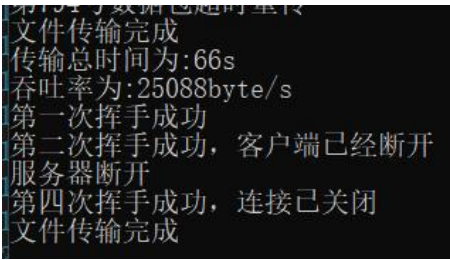 文件传输完成
传输总时间为:66s
吞吐率为:25088byte/s
第一次挥手成功
第二次挥手成功，客户端已经断开
服务器断开
第四次挥手成功，连接已关闭
文件传输完成